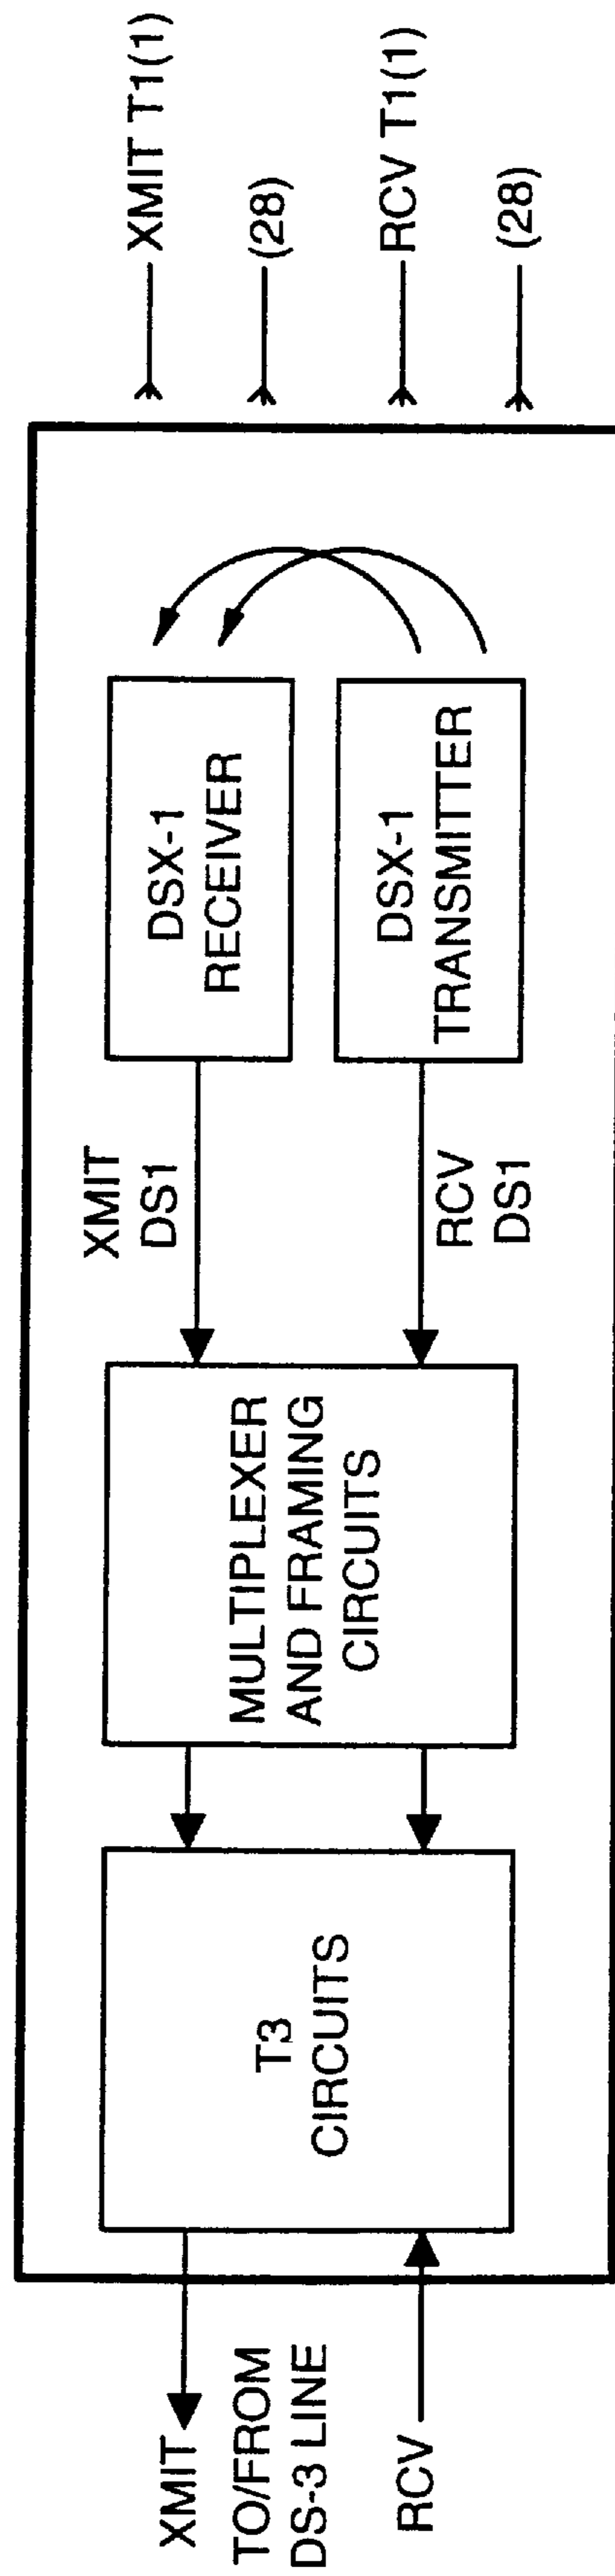 XMIT
TO/FROM
DS-3 LINE
RCV
T3
CIRCUITS
MULTIPLEXER
AND FRAMING
CIRCUITS
XMIT
DS1
RCV
DS1
DSX-1
RECEIVER
DSX-1
TRANSMITTER
XMIT T1(1)
(28)
RCV T1(1)
(28)